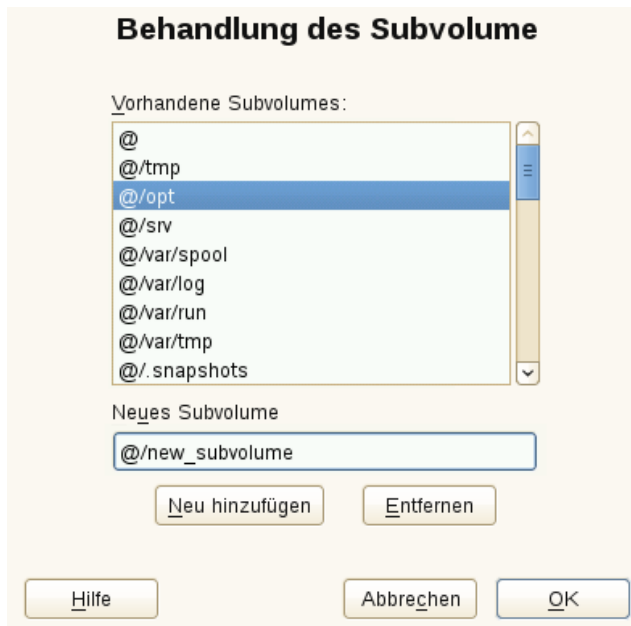 Behandlung des Subvolume
Vorhandene Subvolumes:
@
@/tmp
@/opt
@/srv
@/var/spool
@/var/log
@/var/run
@/var/tmp
@/.snapshots
Neues Subvolume
@/new_subvolume
Neu hinzufügen Entfernen
Hilfe Abbrechen OK